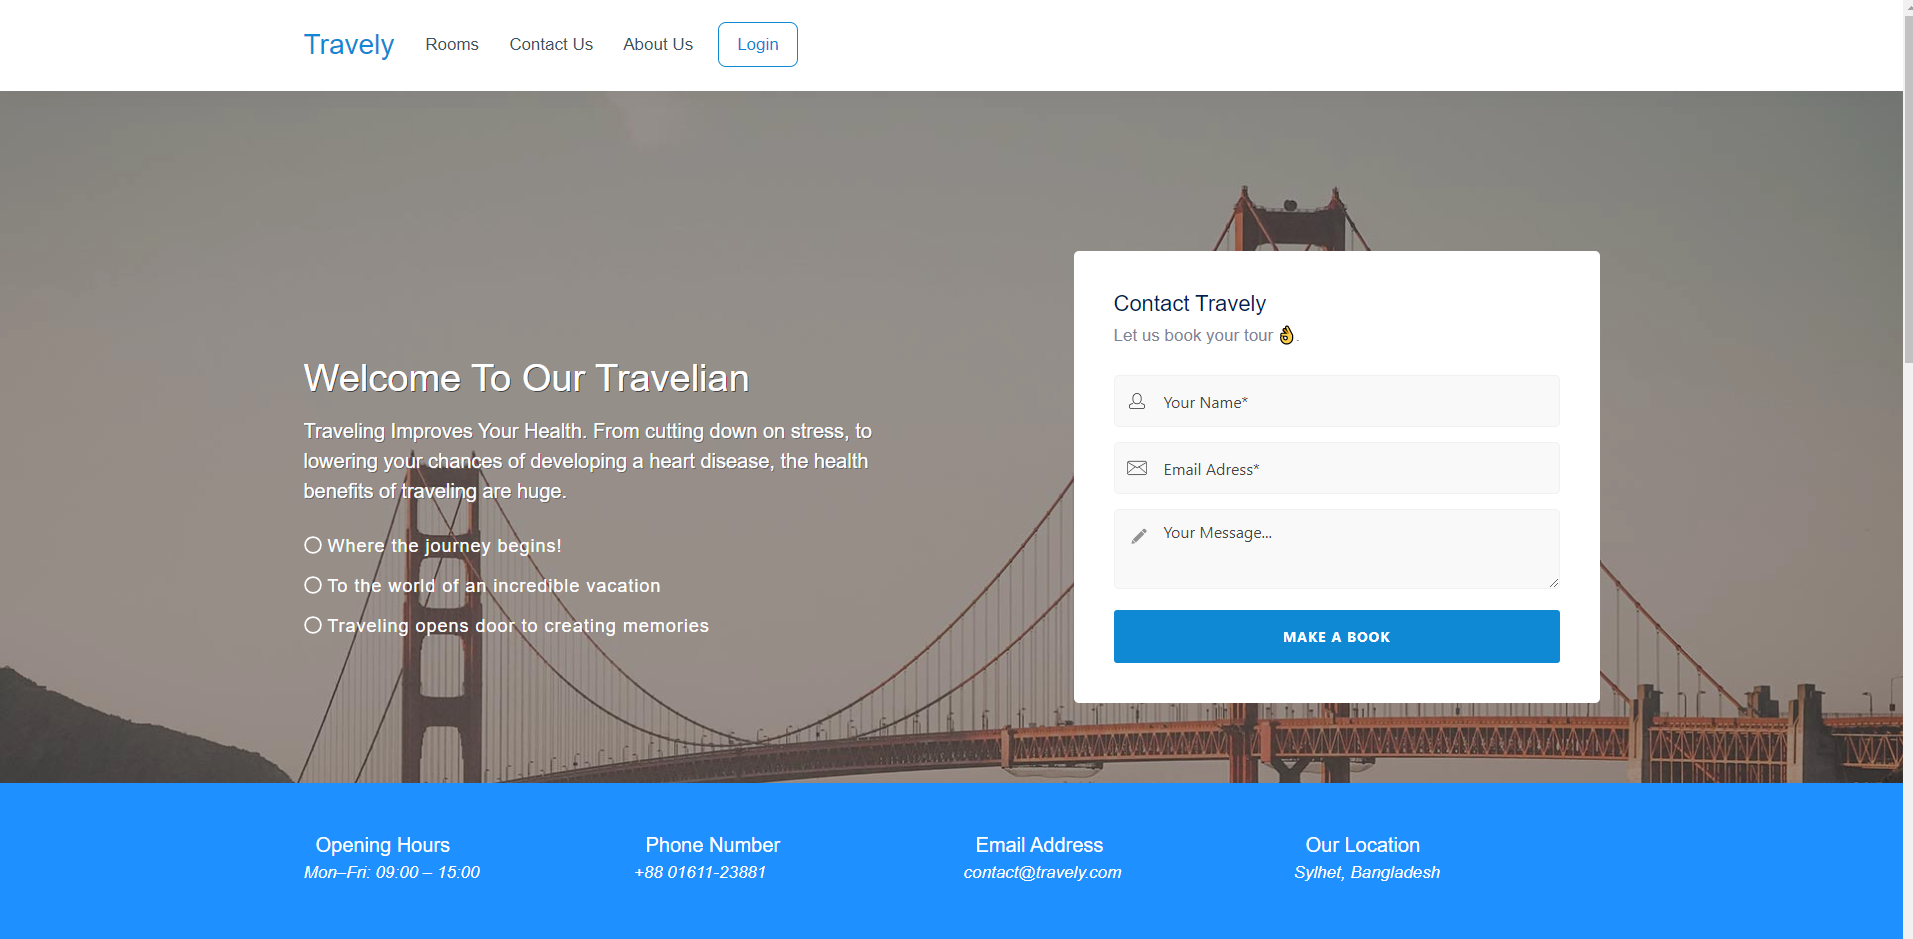 Travely
Rooms
Contact Us
About Us
Login
Welcome To Our Travelian
Traveling Improves Your Health. From cutting down on stress, to
lowering your chances of developing a heart disease, the health
benefits of traveling are huge.
Where the journey begins!
To the world of an incredible vacation
Traveling opens door to creating memories
Contact Travely
Let us book your tour 👌.
Your Name*
Email Adress*
Your Message...
MAKE A BOOK
Opening Hours
Mon–Fri: 09:00 – 15:00
Phone Number
+88 01611-23881
Email Address
contact@travely.com
Our Location
Sylhet, Bangladesh